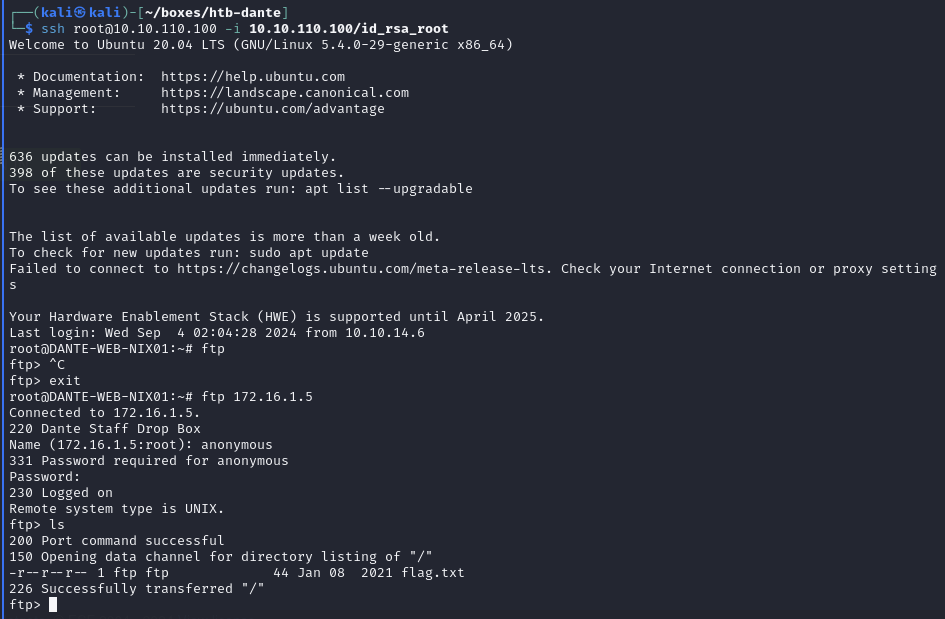 ┌──(kali㉿kali)-[~/boxes/htb-dante]
└─$ ssh root@10.10.110.100 -i 10.10.110.100/id_rsa_root
Welcome to Ubuntu 20.04 LTS (GNU/Linux 5.4.0-29-generic x86_64)
* Documentation:  https://help.ubuntu.com
* Management:     https://landscape.canonical.com
* Support:        https://ubuntu.com/advantage
636 updates can be installed immediately.
398 of these updates are security updates.
To see these additional updates run: apt list --upgradable
The list of available updates is more than a week old.
To check for new updates run: sudo apt update
Failed to connect to https://changelogs.ubuntu.com/meta-release-lts. Check your Internet connection or proxy setting
s
Your Hardware Enablement Stack (HWE) is supported until April 2025.
Last login: Wed Sep  4 02:04:28 2024 from 10.10.14.6
root@DANTE-WEB-NIX01:~# ftp
ftp> ^C
ftp> exit
root@DANTE-WEB-NIX01:~# ftp 172.16.1.5
Connected to 172.16.1.5.
220 Dante Staff Drop Box
Name (172.16.1.5:root): anonymous
331 Password required for anonymous
Password:
230 Logged on
Remote system type is UNIX.
ftp> ls
200 Port command successful
150 Opening data channel for directory listing of "/"
-r--r--r-- 1 ftp ftp             44 Jan 08  2021 flag.txt
226 Successfully transferred "/"
ftp>